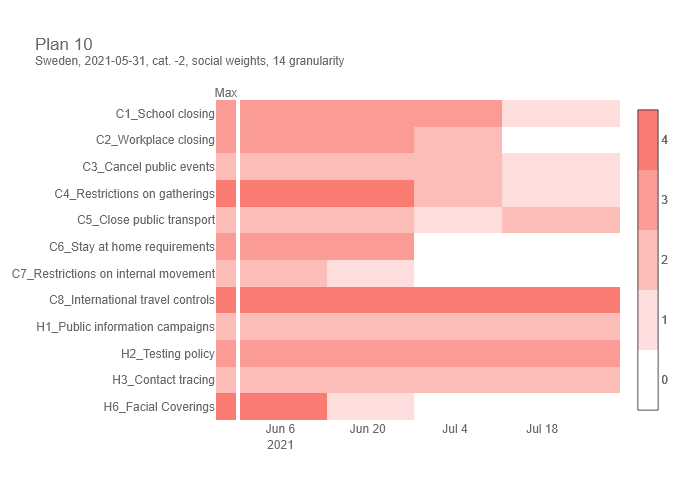 Plan 10
Sweden, 2021-05-31, cat. -2, social weights, 14 granularity
Max
C1_School closing
C2_Workplace closing
C3_Cancel public events
C4_Restrictions on gatherings
C5_Close public transport
C6_Stay at home requirements
C7_Restrictions on internal movement
C8_International travel controls
H1_Public information campaigns
H2_Testing policy
H3_Contact tracing
H6_Facial Coverings
Jun 6 Jun 20 Jul 4 Jul 18
2021
4
3
2
1
0